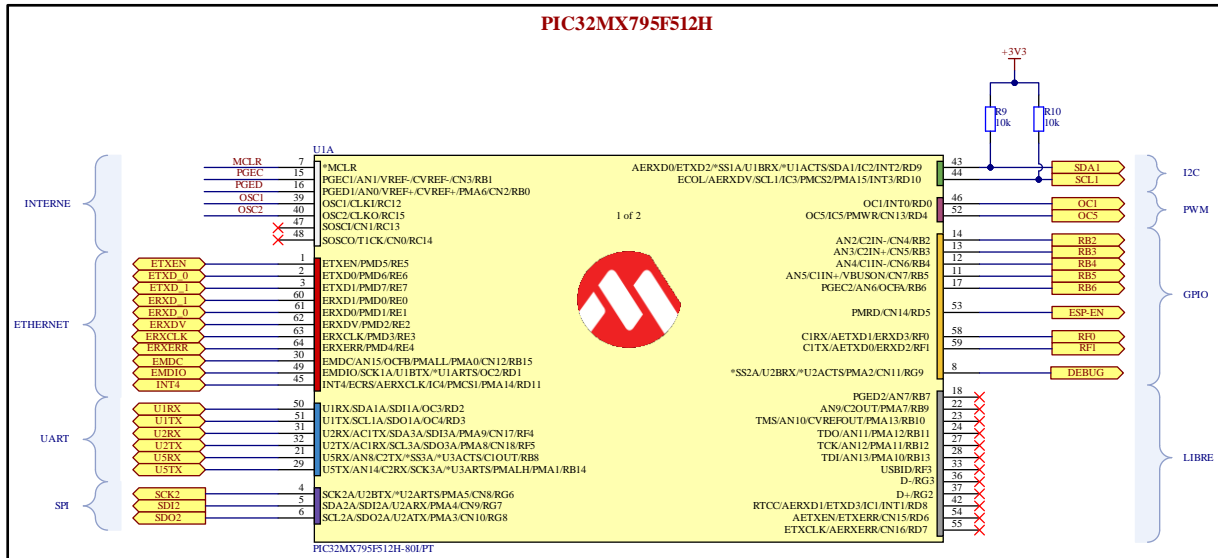 PIC32MX795F512H
+3V3
R9
10k
R10
10k
U1A
1 of 2
INTERNE
MCLR 7 *MCLR
PGEC 15 PGEC1/AN1/VREF-/CVREF-/CN3/RB1
PGED 16 PGED1/AN0/VREF+/CVREF+/PMA6/CN2/RB0
OSC1 39 OSC1/CLKI/RC12
OSC2 40 OSC2/CLKO/RC15
47 SOSCI/CN1/RC13
48 SOSCO/T1CK/CN0/RC14
ETHERNET
ETXEN 1 ETXEN/PMD5/RE5
ETXD_0 2 ETXD0/PMD6/RE6
ETXD_1 3 ETXD1/PMD7/RE7
ERXD_1 60 ERXD1/PMD0/RE0
ERXD_0 61 ERXD0/PMD1/RE1
ERXDV 62 ERXDV/PMD2/RE2
ERXCLK 63 ERXCLK/PMD3/RE3
ERXERR 64 ERXERR/PMD4/RE4
EMDC 30 EMDC/AN15/OCFB/PMALL/PMA0/CN12/RB15
EMDIO 49 EMDIO/SCK1A/U1BTX/*U1ARTS/OC2/RD1
INT4 45 INT4/ECRS/AERXCLK/IC4/PMCS1/PMA14/RD11
UART
U1RX 50 U1RX/SDA1A/SDI1A/OC3/RD2
U1TX 51 U1TX/SCL1A/SDO1A/OC4/RD3
U2RX 31 U2RX/AC1TX/SDA3A/SDI3A/PMA9/CN17/RF4
U2TX 32 U2TX/AC1RX/SCL3A/SDO3A/PMA8/CN18/RF5
U5RX 21 U5RX/AN8/C2TX/*SS3A/*U3ACTS/C1OUT/RB8
U5TX 29 U5TX/AN14/C2RX/SCK3A/*U3ARTS/PMALH/PMA1/RB14
SPI
SCK2 4 SCK2A/U2BTX/*U2ARTS/PMA5/CN8/RG6
SDI2 5 SDA2A/SDI2A/U2ARX/PMA4/CN9/RG7
SDO2 6 SCL2A/SDO2A/U2ATX/PMA3/CN10/RG8
AERXD0/ETXD2/*SS1A/U1BRX/*U1ACTS/SDA1/IC2/INT2/RD9 43 SDA1
ECOL/AERXDV/SCL1/IC3/PMCS2/PMA15/INT3/RD10 44 SCL1
I2C
OC1/INT0/RD0 46 OC1
OC5/IC5/PMWR/CN13/RD4 52 OC5
PWM
AN2/C2IN-/CN4/RB2 14 RB2
AN3/C2IN+/CN5/RB3 13 RB3
AN4/C1IN-/CN6/RB4 12 RB4
AN5/C1IN+/VBUSON/CN7/RB5 11 RB5
PGEC2/AN6/OCFA/RB6 17 RB6
PMRD/CN14/RD5 53 ESP-EN
C1RX/AETXD1/ERXD3/RF0 58 RF0
C1TX/AETXD0/ERXD2/RF1 59 RF1
*SS2A/U2BRX/*U2ACTS/PMA2/CN11/RG9 8 DEBUG
GPIO
PGED2/AN7/RB7 18
AN9/C2OUT/PMA7/RB9 22
TMS/AN10/CVREFOUT/PMA13/RB10 23
TDO/AN11/PMA12/RB11 24
TCK/AN12/PMA11/RB12 27
TDI/AN13/PMA10/RB13 28
USBID/RF3 33
D-/RG3 36
D+/RG2 37
RTCC/AERXD1/ETXD3/IC1/INT1/RD8 42
AETXEN/ETXERR/CN15/RD6 54
ETXCLK/AERXERR/CN16/RD7 55
LIBRE
PIC32MX795F512H-80I/PT